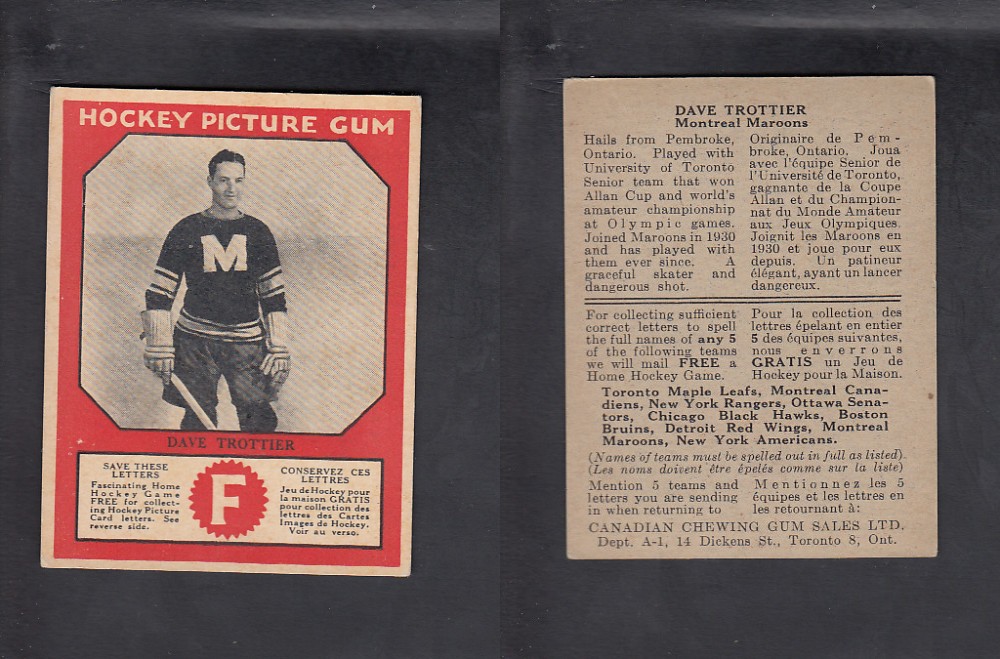 HOCKEY PICTURE GUM
M
DAVE TROTTIER
SAVE THESE
LETTERS
Fascinating Home
Hockey Game
FREE for collect-
ing Hockey Picture
Card letters. See
reverse side.
F
CONSERVEZ CES
LETTRES
Jeu de Hockey pour
la maison GRATIS
pour collection des
lettres des Cartes
Images de Hockey.
Voir au verso.
DAVE TROTTIER
Montreal Maroons
Hails from Pembroke,
Ontario. Played with
University of Toronto
Senior team that won
Allan Cup and world's
amateur championship
at Olympic games.
Joined Maroons in 1930
and has played with
them ever since. A
graceful skater and
dangerous shot.
Originaire de Pem-
broke, Ontario. Joua
avec l'équipe Senior de
l'Université de Toronto,
gagnante de la Coupe
Allan et du Champion-
nat du Monde Amateur
aux Jeux Olympiques.
Joignit les Maroons en
1930 et joue pour eux
depuis. Un patineur
élégant, ayant un lancer
dangereux.
For collecting sufficient
correct letters to spell
the full names of any 5
of the following teams
we will mail FREE a
Home Hockey Game.
Pour la collection des
lettres épelant en entier
5 des équipes suivantes,
nous enverrons
GRATIS un Jeu de
Hockey pour la Maison.
Toronto Maple Leafs, Montreal Cana-
diens, New York Rangers, Ottawa Sena-
tors, Chicago Black Hawks, Boston
Bruins, Detroit Red Wings, Montreal
Maroons, New York Americans.
(Names of teams must be spelled out in full as listed).
(Les noms doivent être épelés comme sur la liste)
Mention 5 teams and
letters you are sending
in when returning to
Mentionnez les 5
équipes et les lettres en
les retournant à:
CANADIAN CHEWING GUM SALES LTD.
Dept. A-1, 14 Dickens St., Toronto 8, Ont.